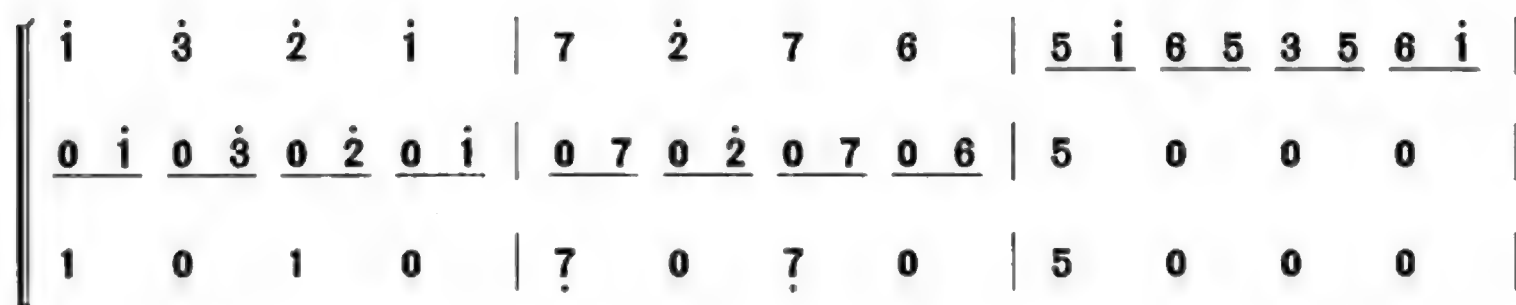 i̇ 3̇ 2̇ i̇ | 7 2̇ 7 6 | 5 i̇ 6 5 3 5 6 i̇ |
0 i̇ 0 3̇ 0 2̇ 0 i̇ | 0 7 0 2̇ 0 7 0 6 | 5 0 0 0 |
1 0 1 0 | 7̣ 0 7̣ 0 | 5 0 0 0 |